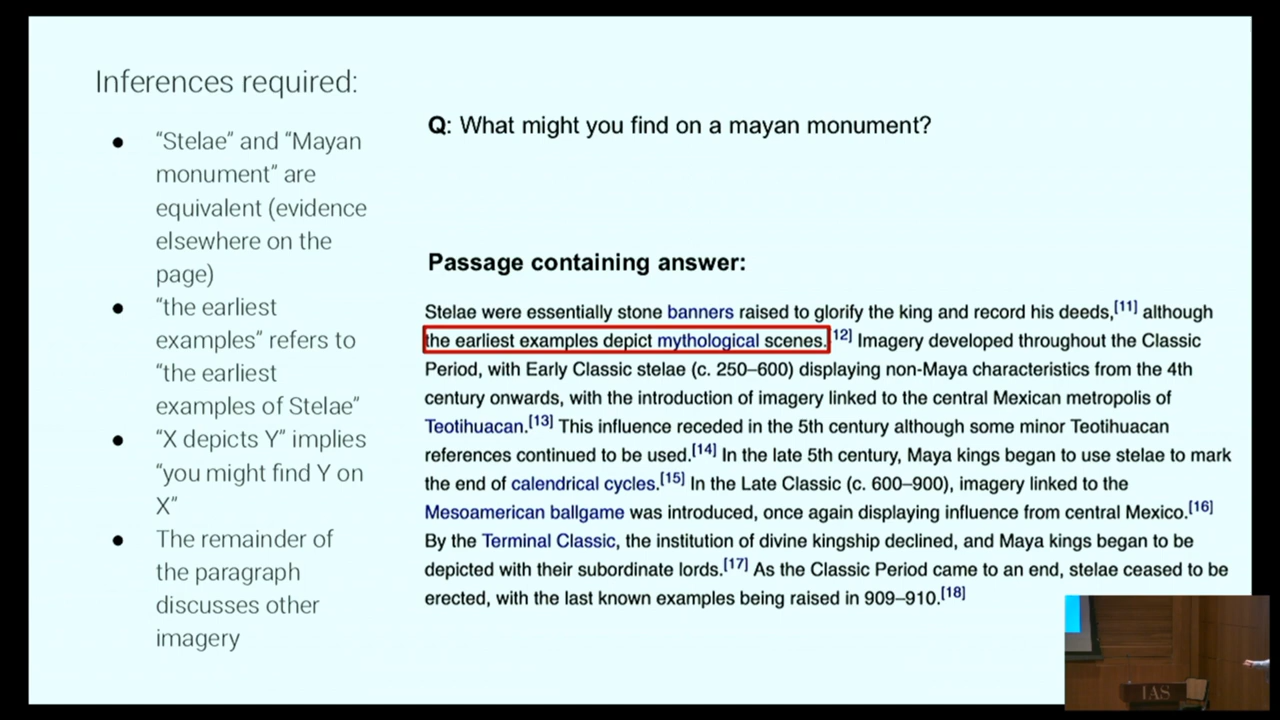 Inferences required:
● “Stelae” and “Mayan
monument” are
equivalent (evidence
elsewhere on the
page)
● “the earliest
examples” refers to
“the earliest
examples of Stelae”
● “X depicts Y” implies
“you might find Y on
X”
● The remainder of
the paragraph
discusses other
imagery
Q: What might you find on a mayan monument?
Passage containing answer:
Stelae were essentially stone banners raised to glorify the king and record his deeds,[11] although
the earliest examples depict mythological scenes.[12] Imagery developed throughout the Classic
Period, with Early Classic stelae (c. 250–600) displaying non-Maya characteristics from the 4th
century onwards, with the introduction of imagery linked to the central Mexican metropolis of
Teotihuacan.[13] This influence receded in the 5th century although some minor Teotihuacan
references continued to be used.[14] In the late 5th century, Maya kings began to use stelae to mark
the end of calendrical cycles.[15] In the Late Classic (c. 600–900), imagery linked to the
Mesoamerican ballgame was introduced, once again displaying influence from central Mexico.[16]
By the Terminal Classic, the institution of divine kingship declined, and Maya kings began to be
depicted with their subordinate lords.[17] As the Classic Period came to an end, stelae ceased to be
erected, with the last known examples being raised in 909–910.[18]
IAS